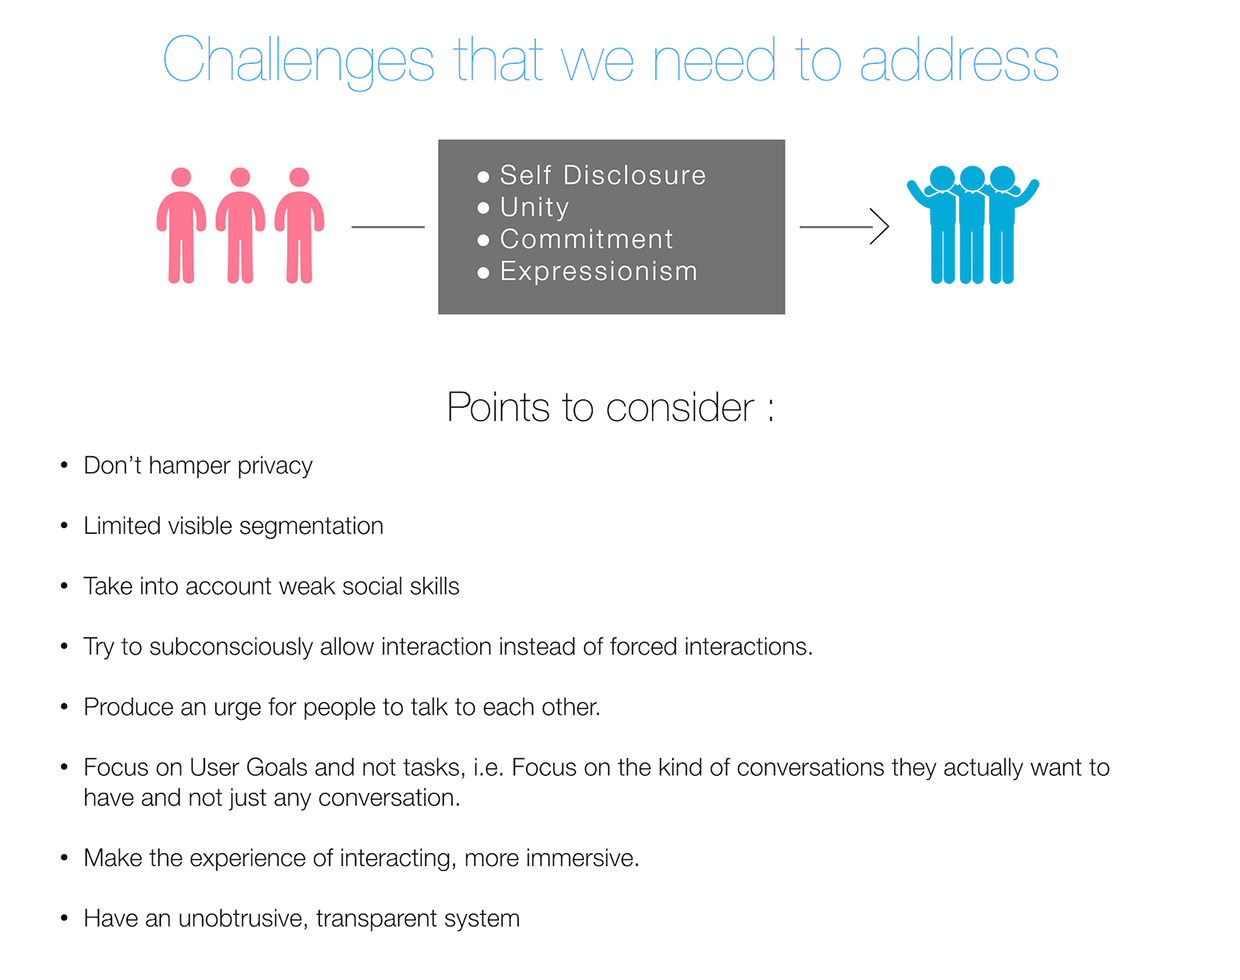 Challenges that we need to address
● Self Disclosure
● Unity
● Commitment
● Expressionism
Points to consider :
• Don’t hamper privacy
• Limited visible segmentation
• Take into account weak social skills
• Try to subconsciously allow interaction instead of forced interactions.
• Produce an urge for people to talk to each other.
• Focus on User Goals and not tasks, i.e. Focus on the kind of conversations they actually want to
have and not just any conversation.
• Make the experience of interacting, more immersive.
• Have an unobtrusive, transparent system